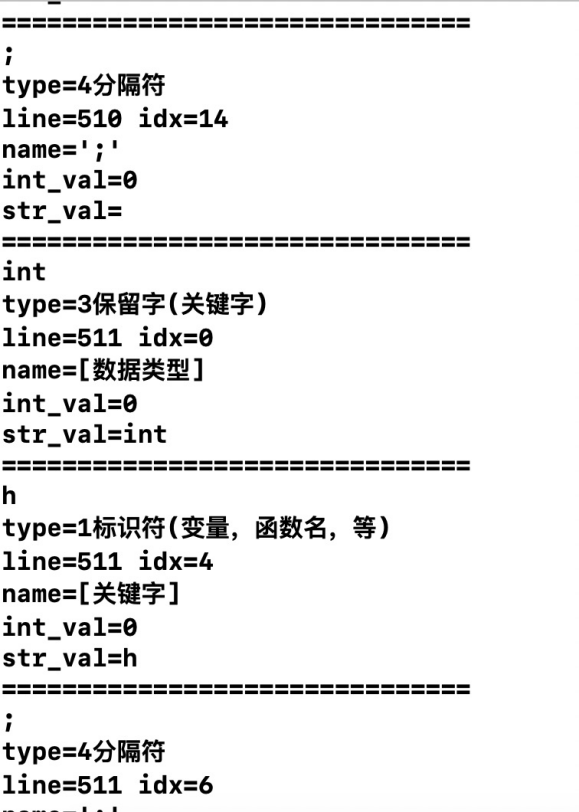 ===============================
;
type=4分隔符
line=510 idx=14
name=';'
int_val=0
str_val=
===============================
int
type=3保留字(关键字)
line=511 idx=0
name=[数据类型]
int_val=0
str_val=int
===============================
h
type=1标识符(变量，函数名，等)
line=511 idx=4
name=[关键字]
int_val=0
str_val=h
===============================
;
type=4分隔符
line=511 idx=6